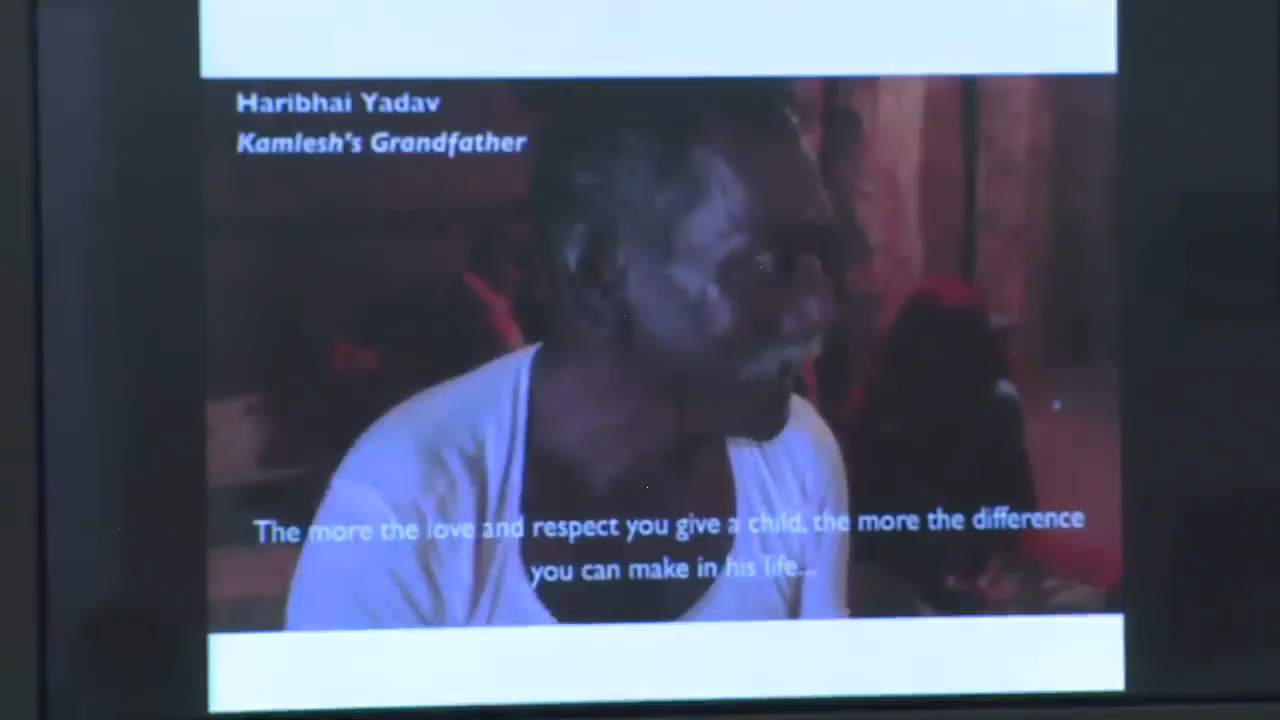 Haribhai Yadav
Kamlesh's Grandfather
The more the love and respect you give a child, the more the difference
you can make in his life...